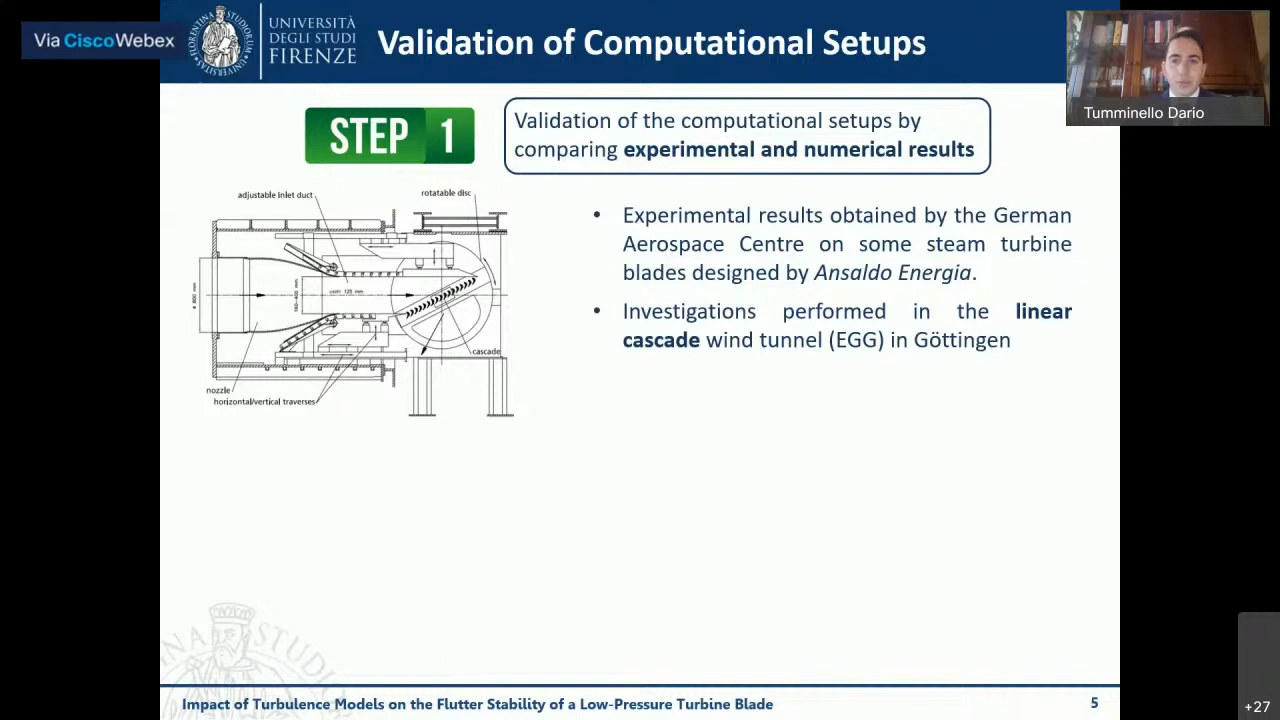 Via CiscoWebex
UNIVERSITÀ
DEGLI STUDI
FIRENZE
Validation of Computational Setups
Tumminello Dario
STEP 1
Validation of the computational setups by
comparing experimental and numerical results
adjustable inlet duct
rotatable disc
width 125 mm
cascade
nozzle
horizontal/vertical traverses
• Experimental results obtained by the German
Aerospace Centre on some steam turbine
blades designed by Ansaldo Energia.
• Investigations performed in the linear
cascade wind tunnel (EGG) in Göttingen
Impact of Turbulence Models on the Flutter Stability of a Low-Pressure Turbine Blade
5
+27